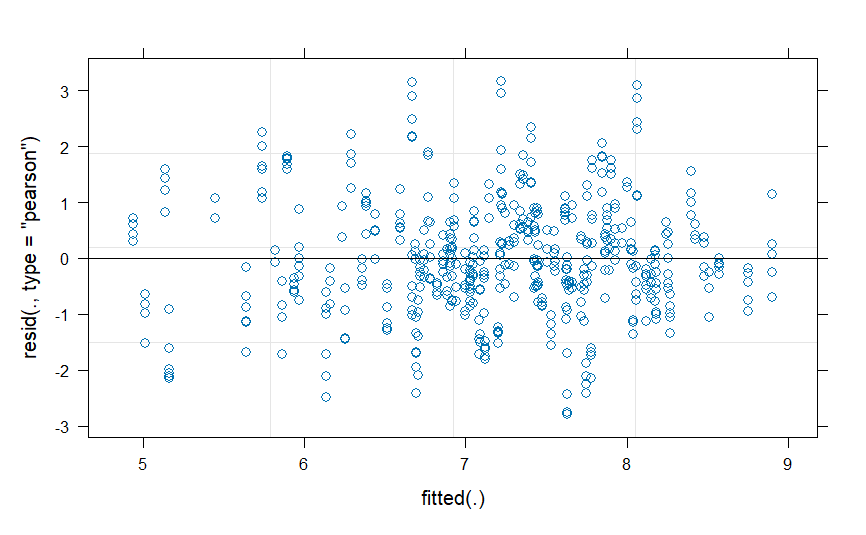 resid(., type = "pearson")
3
2
1
0
-1
-2
-3
5 6 7 8 9
fitted(.)